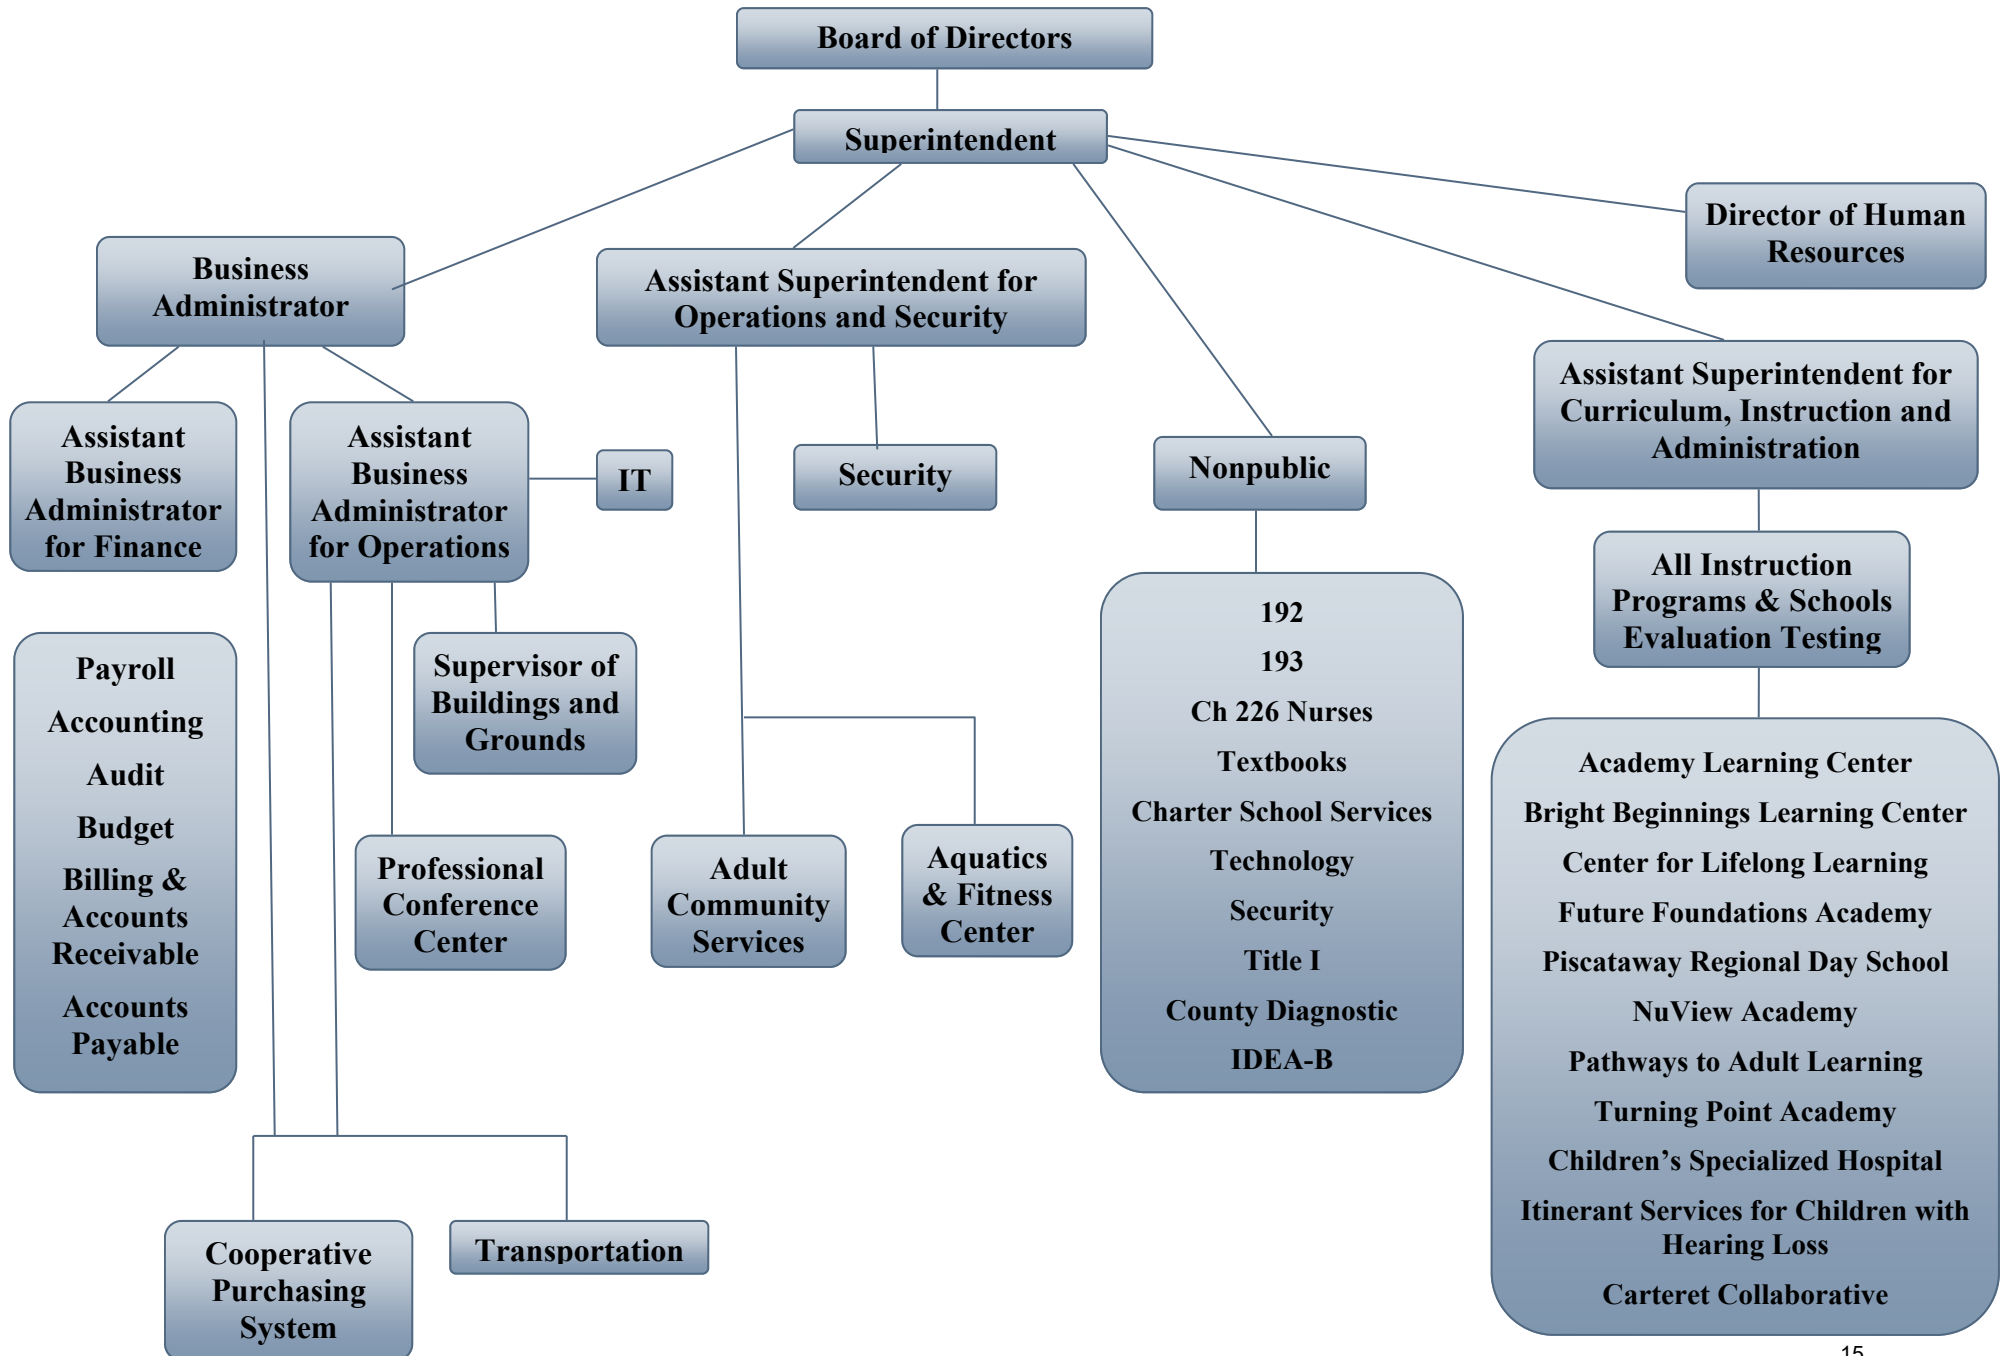 Board of Directors
Superintendent
Director of Human
Resources
Business
Administrator
Assistant Superintendent for
Operations and Security
Assistant Superintendent for
Curriculum, Instruction and
Administration
Assistant
Business
Administrator
for Finance
Assistant
Business
Administrator
for Operations
IT
Security
Nonpublic
All Instruction
Programs & Schools
Evaluation Testing
Payroll
Accounting
Audit
Budget
Billing &
Accounts
Receivable
Accounts
Payable
Supervisor of
Buildings and
Grounds
Professional
Conference
Center
Adult
Community
Services
Aquatics
& Fitness
Center
192
193
Ch 226 Nurses
Textbooks
Charter School Services
Technology
Security
Title I
County Diagnostic
IDEA-B
Academy Learning Center
Bright Beginnings Learning Center
Center for Lifelong Learning
Future Foundations Academy
Piscataway Regional Day School
NuView Academy
Pathways to Adult Learning
Turning Point Academy
Children’s Specialized Hospital
Itinerant Services for Children with
Hearing Loss
Carteret Collaborative
Cooperative
Purchasing
System
Transportation
15